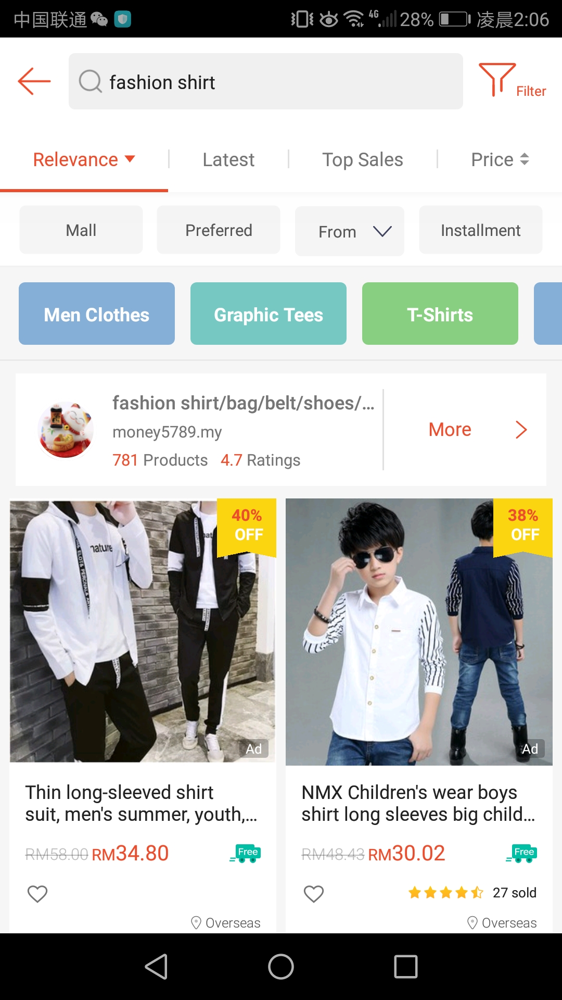 中国联通 4G 28% 凌晨2:06
fashion shirt
Filter
Relevance Latest Top Sales Price
Mall Preferred From Installment
Men Clothes Graphic Tees T-Shirts
fashion shirt/bag/belt/shoes/...
money5789.my
781 Products 4.7 Ratings
More
40%
OFF
nature
Ad
38%
OFF
Ad
Thin long-sleeved shirt
suit, men's summer, youth,...
RM58.00 RM34.80 Free
Overseas
NMX Children's wear boys
shirt long sleeves big child...
RM48.43 RM30.02 Free
27 sold
Overseas